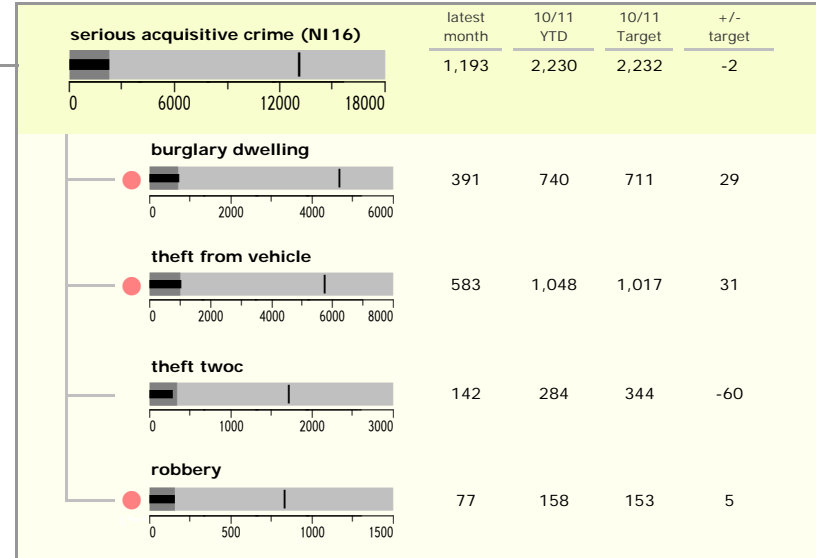 serious acquisitive crime (NI16)
latest month
10/11 YTD
10/11 Target
+/- target
1,193 2,230 2,232 -2
0 6000 12000 18000
burglary dwelling
391 740 711 29
0 2000 4000 6000
theft from vehicle
583 1,048 1,017 31
0 2000 4000 6000 8000
theft twoc
142 284 344 -60
0 1000 2000 3000
robbery
77 158 153 5
0 500 1000 1500